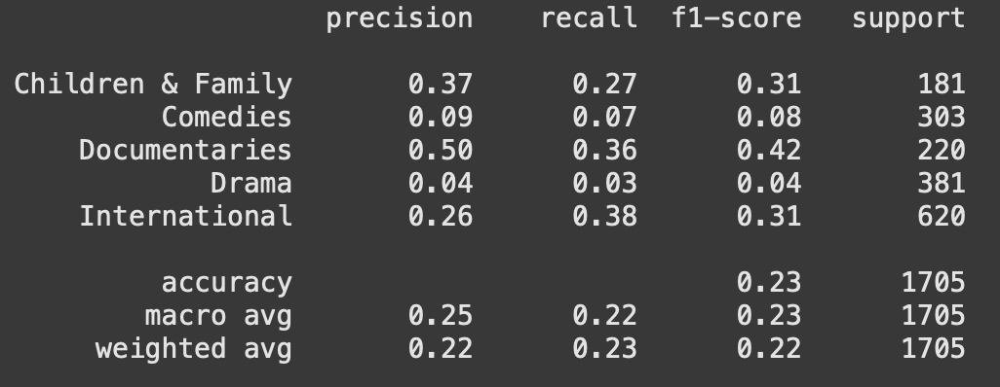 precision recall f1-score support
Children & Family 0.37 0.27 0.31 181
Comedies 0.09 0.07 0.08 303
Documentaries 0.50 0.36 0.42 220
Drama 0.04 0.03 0.04 381
International 0.26 0.38 0.31 620
accuracy 0.23 1705
macro avg 0.25 0.22 0.23 1705
weighted avg 0.22 0.23 0.22 1705